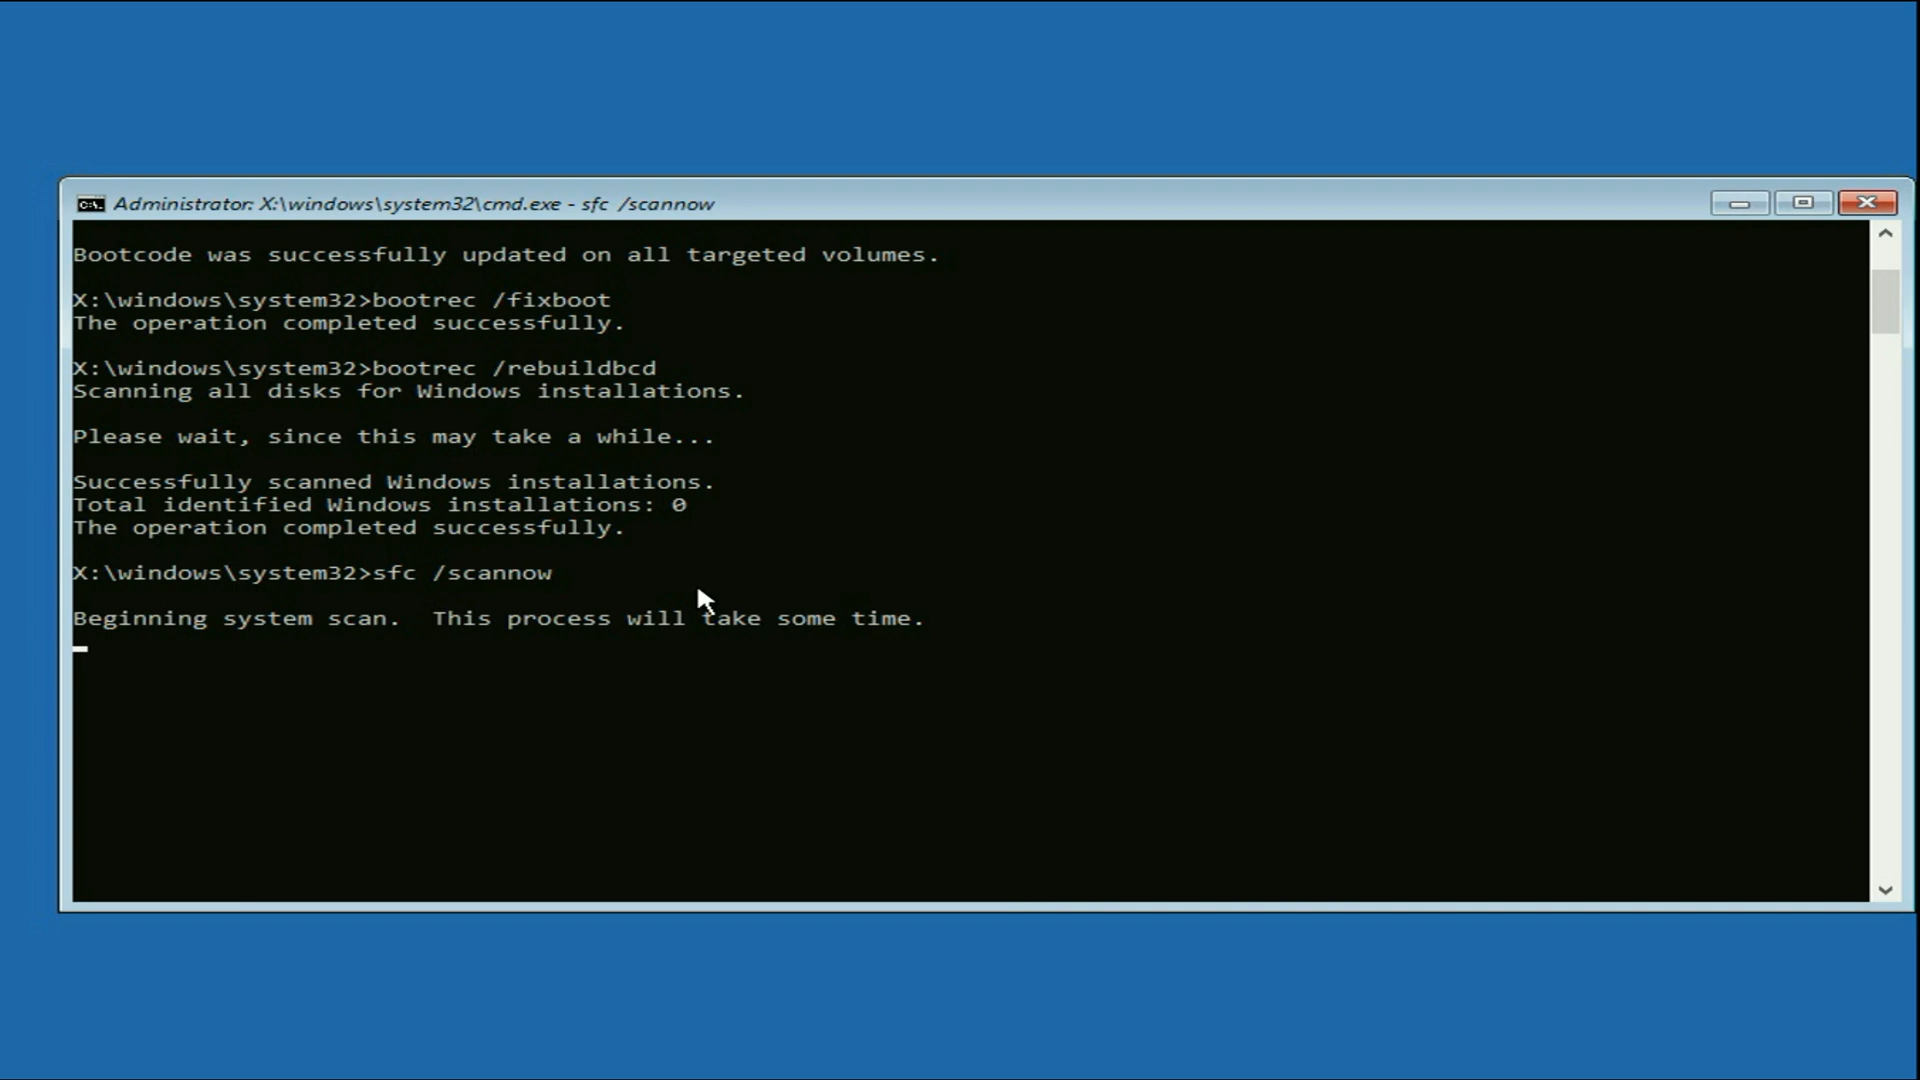 Administrator: X:\windows\system32\cmd.exe - sfc /scannow
Bootcode was successfully updated on all targeted volumes.
X:\windows\system32>bootrec /fixboot
The operation completed successfully.
X:\windows\system32>bootrec /rebuildbcd
Scanning all disks for Windows installations.
Please wait, since this may take a while...
Successfully scanned Windows installations.
Total identified Windows installations: 0
The operation completed successfully.
X:\windows\system32>sfc /scannow
Beginning system scan.  This process will take some time.